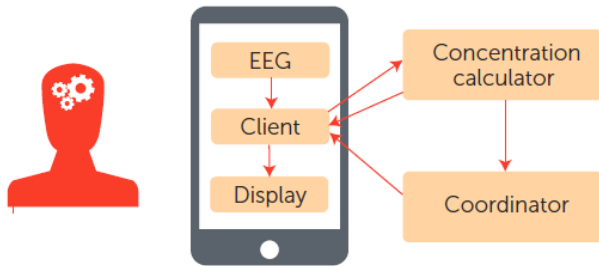 EEG
Client
Display
Concentration
calculator
Coordinator